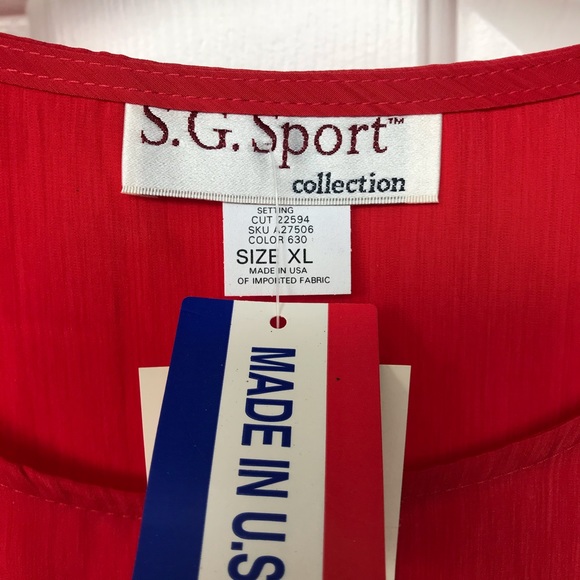 S.G. Sport™
collection
SETTING
CUT 22594
SKU A27506
COLOR 630
SIZE XL
MADE IN USA
OF IMPORTED FABRIC
MADE IN U.S